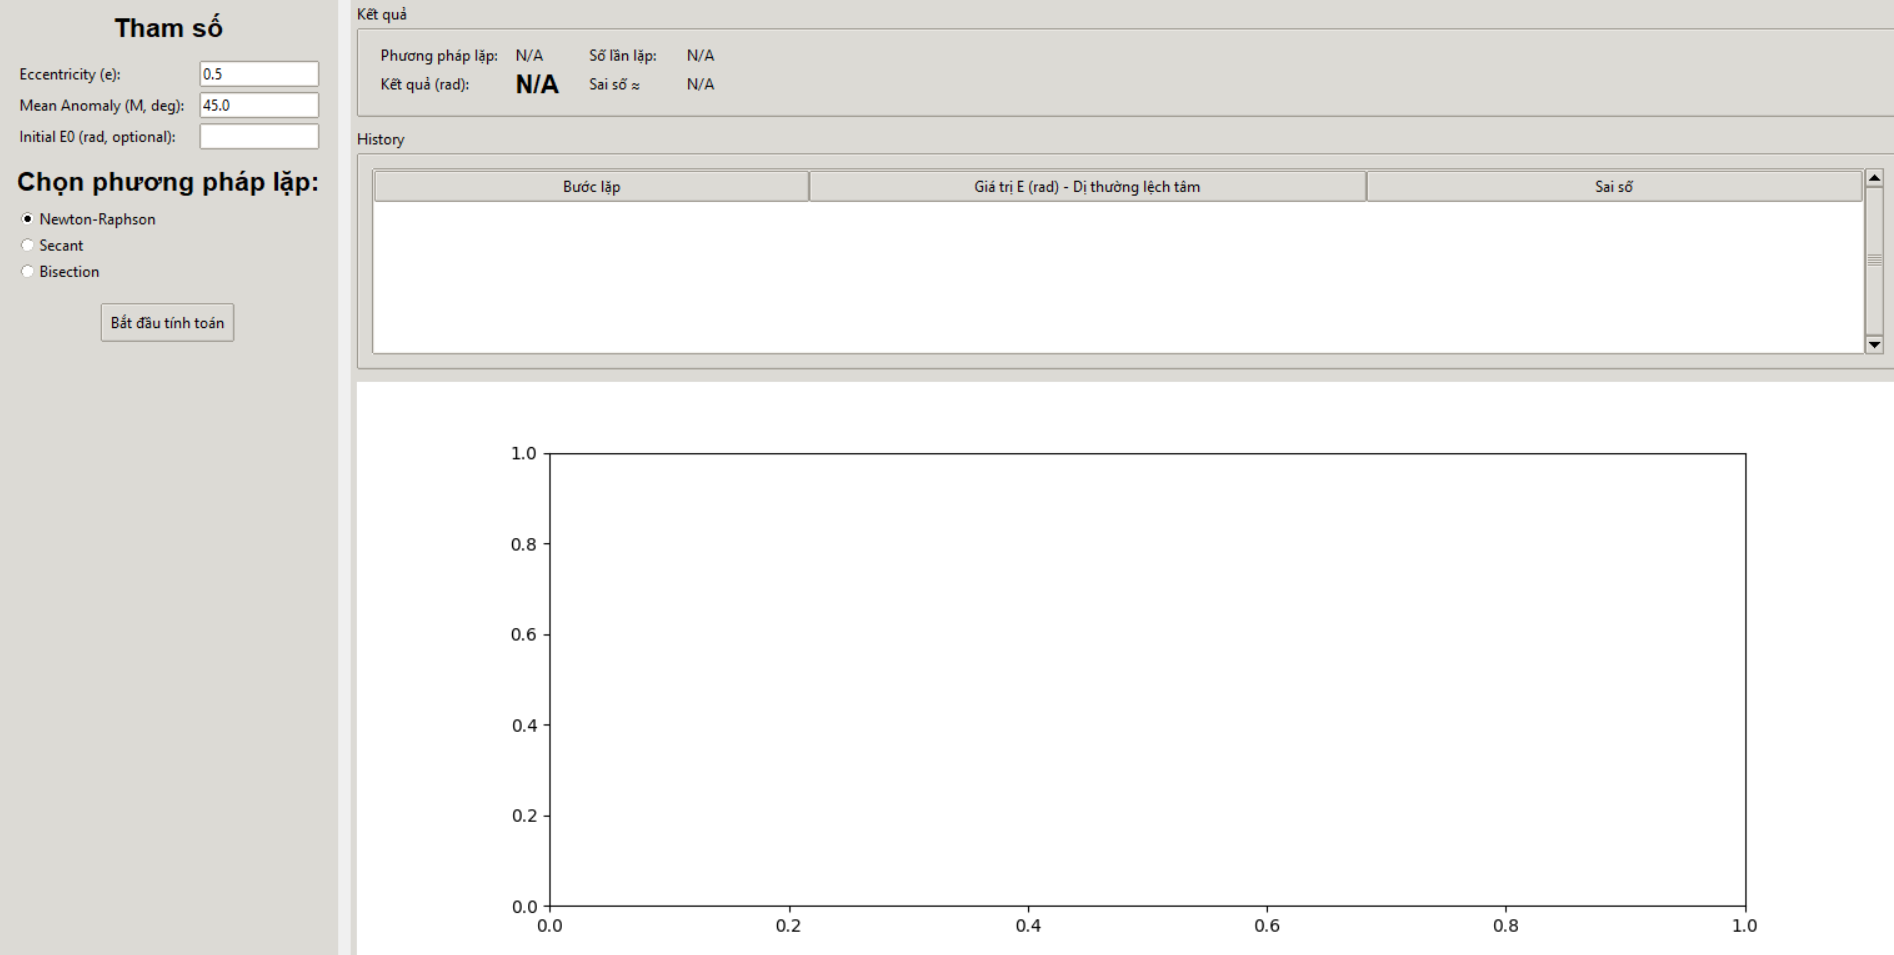 Tham số
Eccentricity (e): 0.5
Mean Anomaly (M, deg): 45.0
Initial E0 (rad, optional):
Chọn phương pháp lặp:
Newton-Raphson
Secant
Bisection
Bắt đầu tính toán
Kết quả
Phương pháp lặp: N/A Số lần lặp: N/A
Kết quả (rad): N/A Sai số ≈ N/A
History
Bước lặp Giá trị E (rad) - Dị thường lệch tâm Sai số
1.0
0.8
0.6
0.4
0.2
0.0
0.0 0.2 0.4 0.6 0.8 1.0